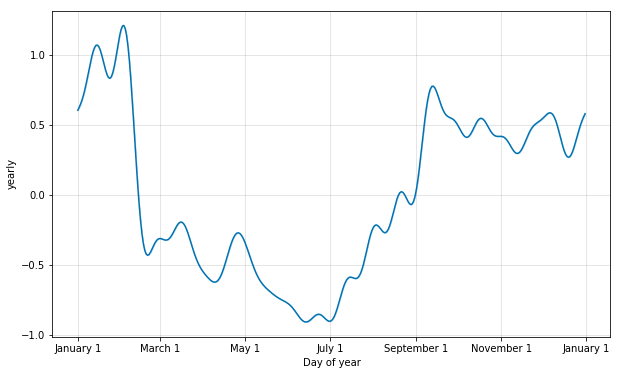 1.0
0.5
0.0
−0.5
−1.0
yearly
January 1 March 1 May 1 July 1 September 1 November 1 January 1
Day of year